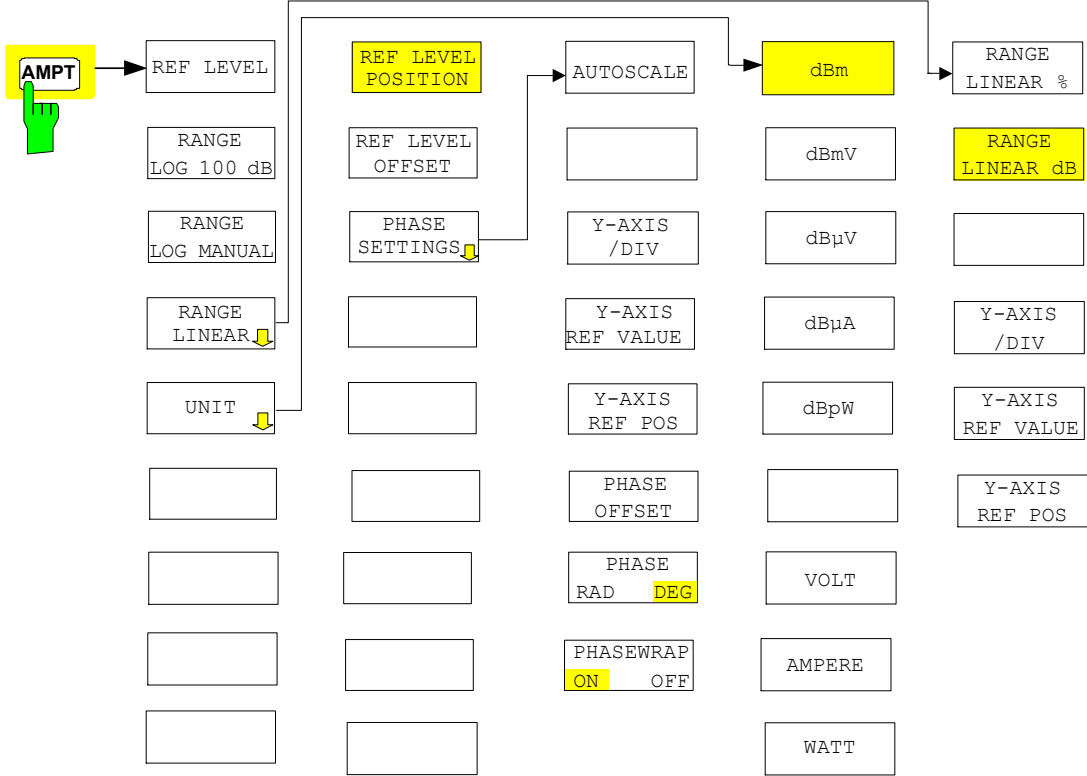 AMPT
REF LEVEL
RANGE
LOG 100 dB
RANGE
LOG MANUAL
RANGE
LINEAR
UNIT
REF LEVEL
POSITION
REF LEVEL
OFFSET
PHASE
SETTINGS
AUTOSCALE
Y-AXIS
/DIV
Y-AXIS
REF VALUE
Y-AXIS
REF POS
PHASE
OFFSET
PHASE
RAD DEG
PHASEWRAP
ON OFF
dBm
dBmV
dBµV
dBµA
dBpW
VOLT
AMPERE
WATT
RANGE
LINEAR %
RANGE
LINEAR dB
Y-AXIS
/DIV
Y-AXIS
REF VALUE
Y-AXIS
REF POS